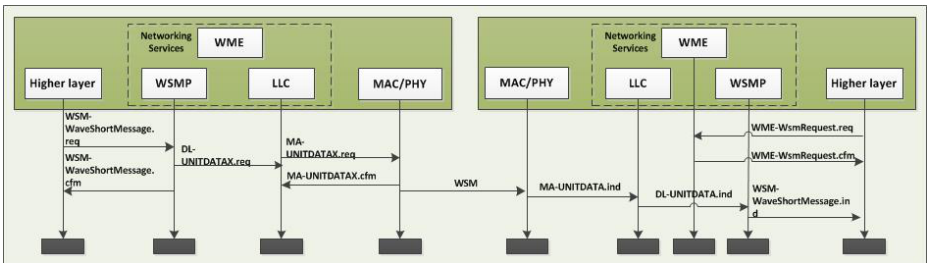 Networking
Services
WME
Higher layer
WSMP
LLC
MAC/PHY
Networking
Services
WME
MAC/PHY
LLC
WSMP
Higher layer
WSM-
WaveShortMessage.
req
DL-
UNITDATAX.req
MA-
UNITDATAX.req
WSM-
WaveShortMessage.
cfm
MA-UNITDATAX.cfm
WSM
MA-UNITDATA.ind
DL-UNITDATA.ind
WME-WsmRequest.req
WME-WsmRequest.cfm
WSM-
WaveShortMessage.in
d